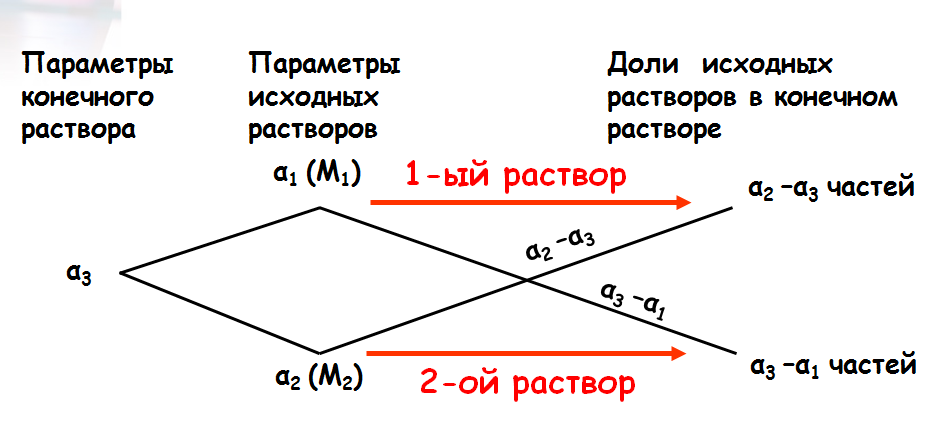 Параметры
конечного
раствора
Параметры
исходных
растворов
Доли исходных
растворов в конечном
растворе
α₁ (M₁)
1-ый раствор
α₂ –α₃ частей
α₂ –α₃
α₃
α₃ –α₁
α₂ (M₂)
2-ой раствор
α₃ –α₁ частей